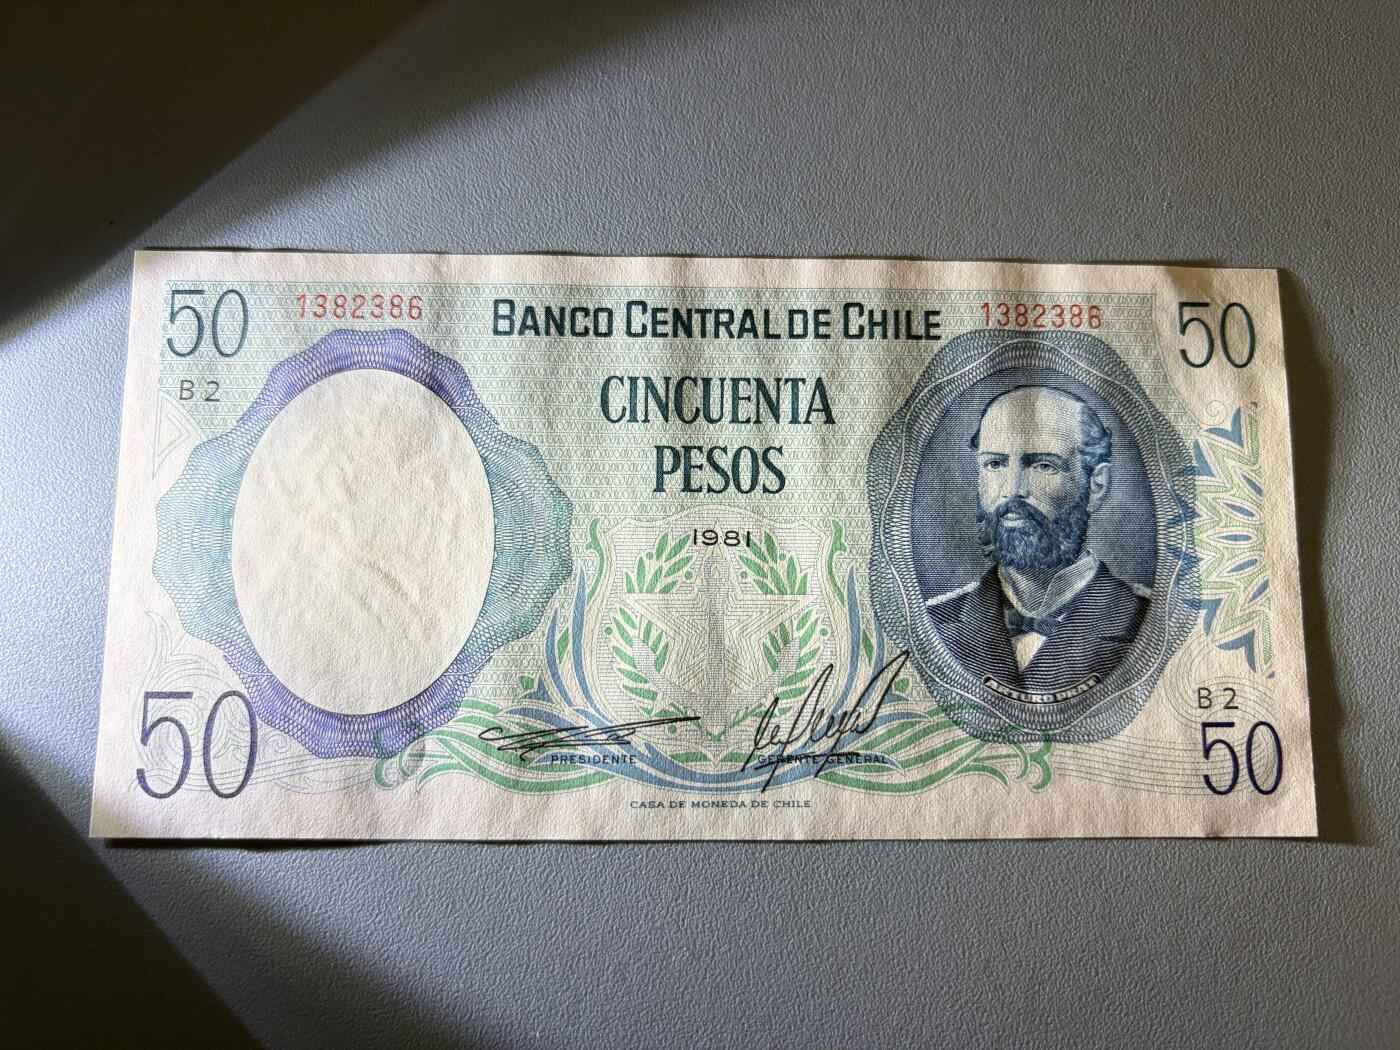 50
1382386
BANCO CENTRAL DE CHILE
1382386
50
B 2
CINCUENTA
PESOS
1981
ARTURO PRAT
B 2
50
PRESIDENTE
GERENTE GENERAL
50
CASA DE MONEDA DE CHILE